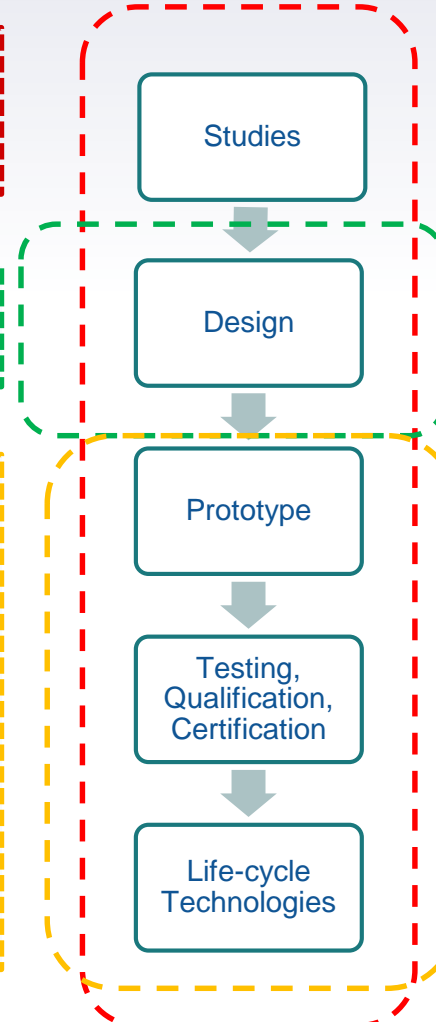 Studies
Design
Prototype
Testing,
Qualification,
Certification
Life-cycle
Technologies